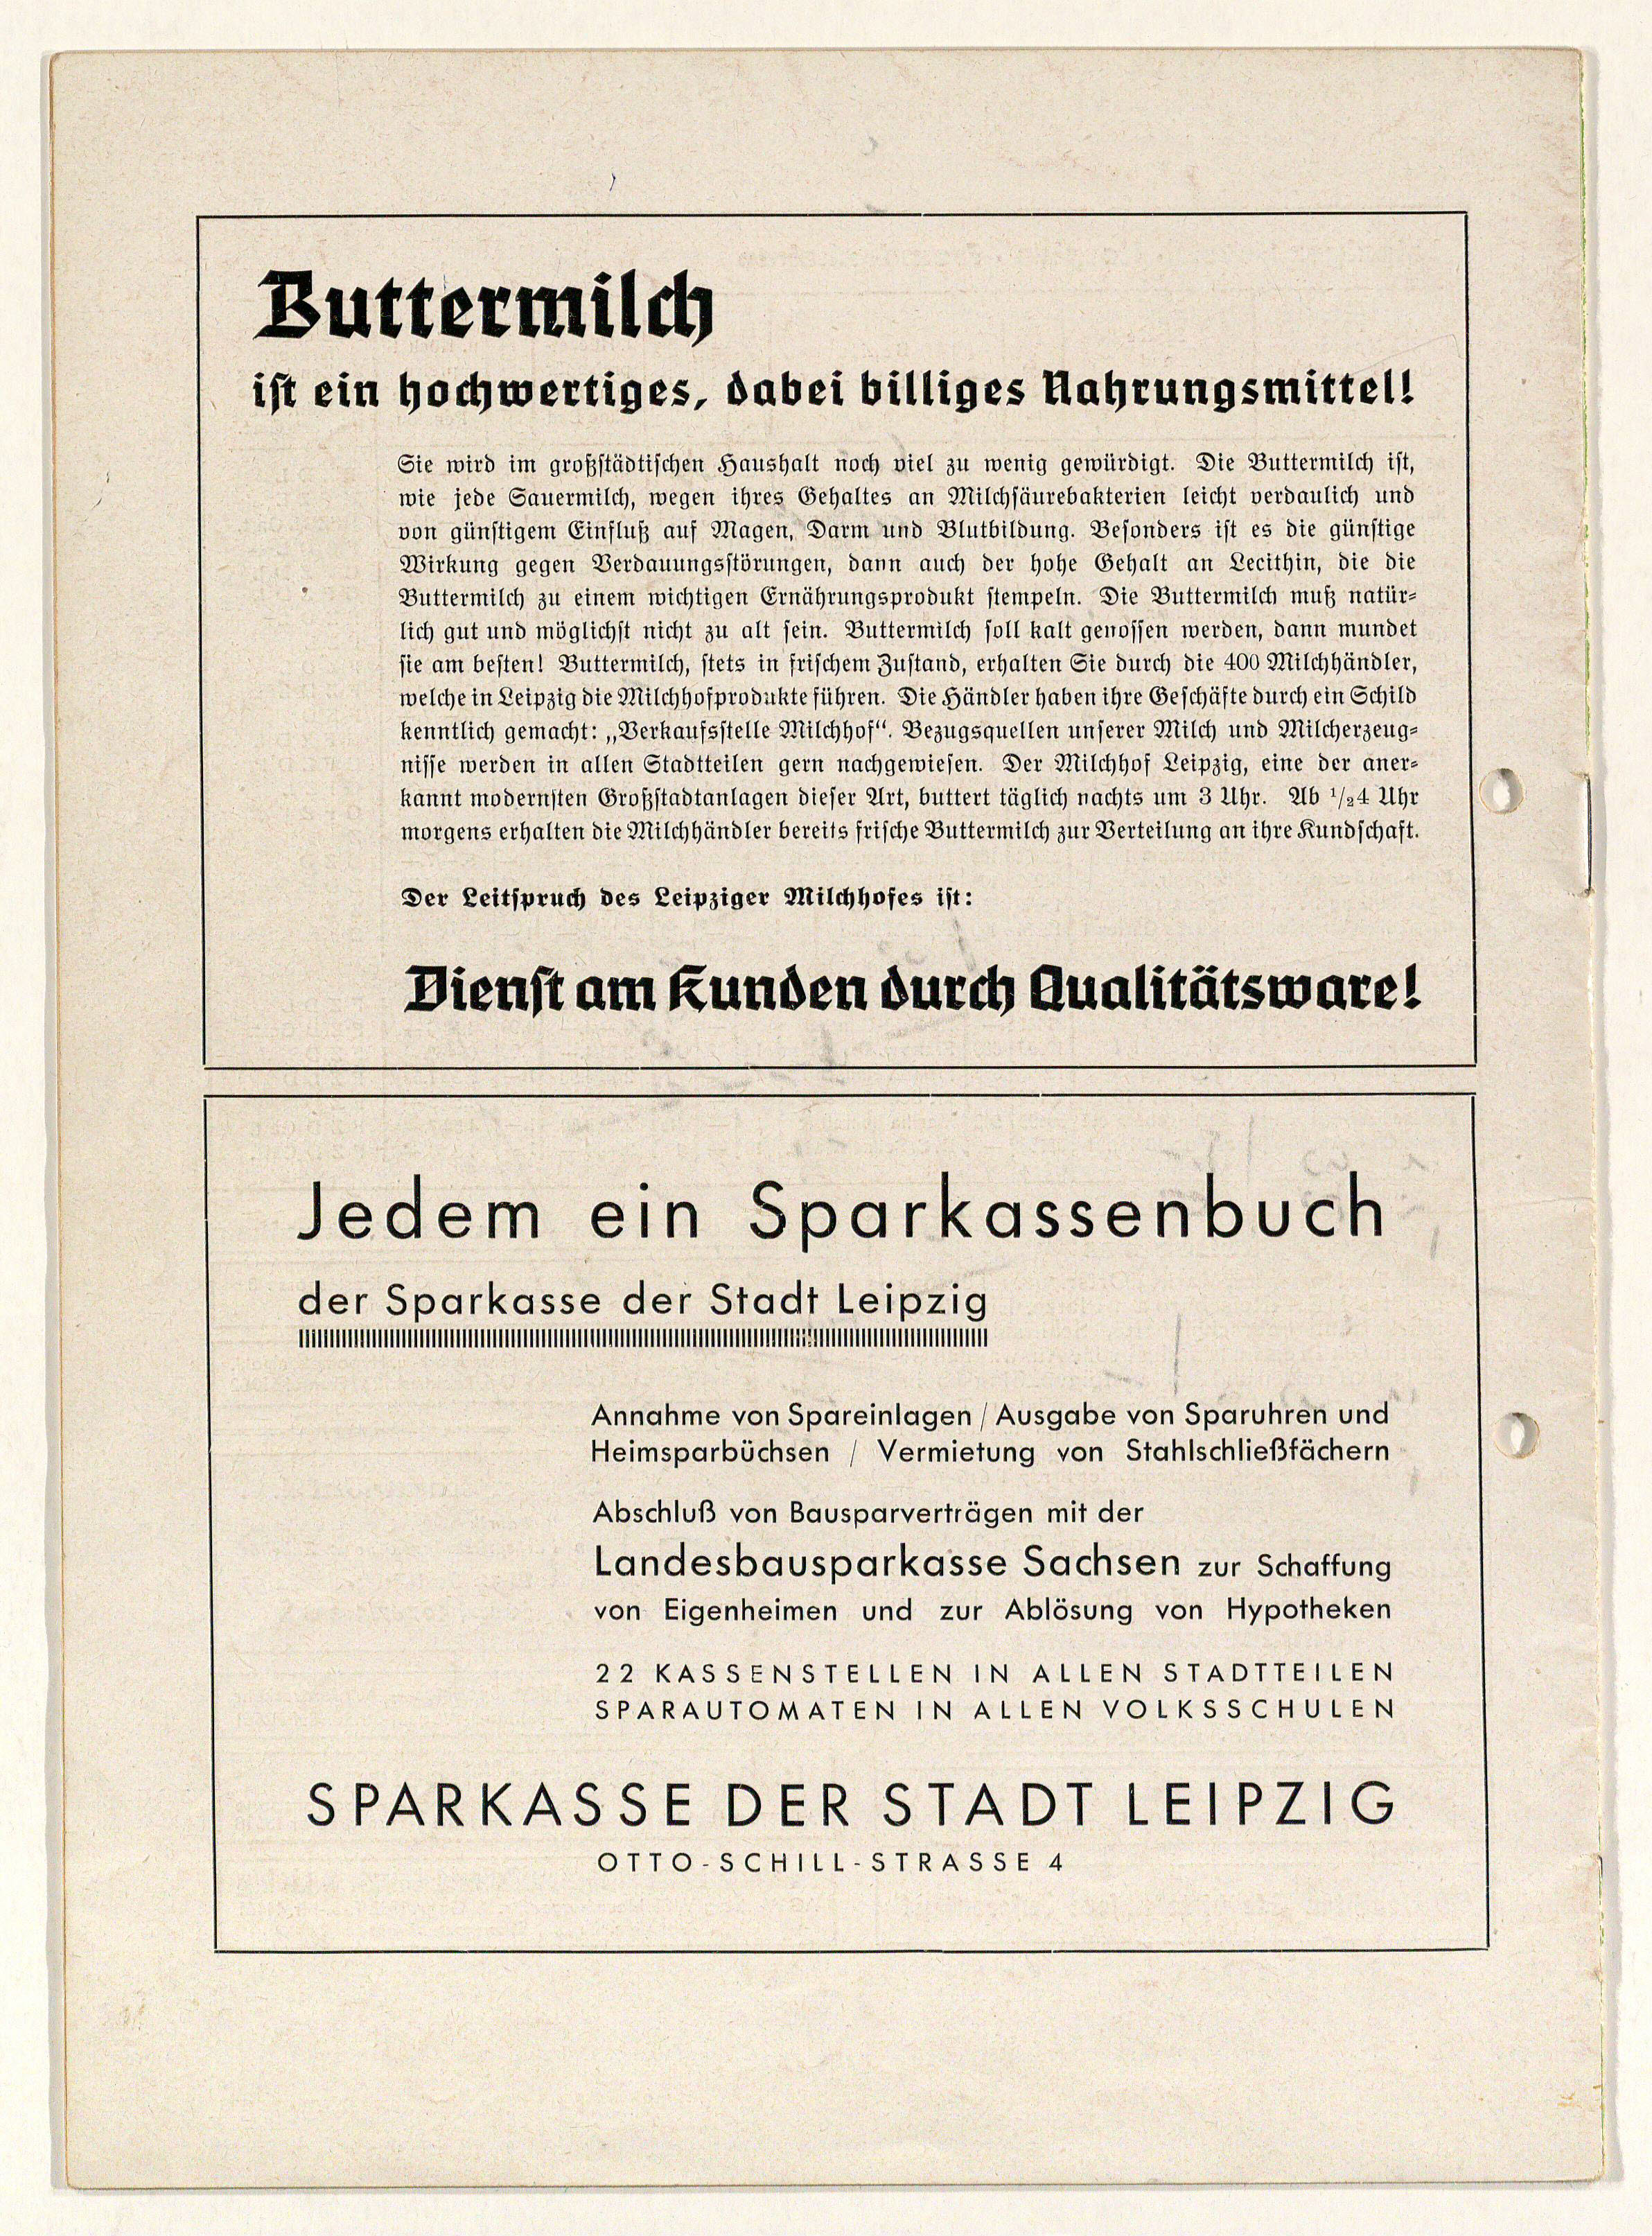 Buttermilch
ist ein hochwertiges, dabei billiges Nahrungsmittel!
Sie wird im großstädtischen Haushalt noch viel zu wenig gewürdigt. Die Buttermilch ist,
wie jede Sauermilch, wegen ihres Gehaltes an Milchsäurebakterien leicht verdaulich und
von günstigem Einfluß auf Magen, Darm und Blutbildung. Besonders ist es die günstige
Wirkung gegen Verdauungsstörungen, dann auch der hohe Gehalt an Lecithin, die die
Buttermilch zu einem wichtigen Ernährungsprodukt stempeln. Die Buttermilch muß natür-
lich gut und möglichst nicht zu alt sein. Buttermilch soll kalt genossen werden, dann mundet
sie am besten! Buttermilch, stets in frischem Zustand, erhalten Sie durch die 400 Milchhändler,
welche in Leipzig die Milchhofprodukte führen. Die Händler haben ihre Geschäfte durch ein Schild
kenntlich gemacht: „Verkaufsstelle Milchhof“. Bezugsquellen unserer Milch und Milcherzeug-
nisse werden in allen Stadtteilen gern nachgewiesen. Der Milchhof Leipzig, eine der aner-
kannt modernsten Großstadtanlagen dieser Art, buttert täglich nachts um 3 Uhr. Ab 1/24 Uhr
morgens erhalten die Milchhändler bereits frische Buttermilch zur Verteilung an ihre Kundschaft.
Der Leitspruch des Leipziger Milchhofes ist:
Dienst am Kunden durch Qualitätsware!
Jedem ein Sparkassenbuch
der Sparkasse der Stadt Leipzig
Annahme von Spareinlagen / Ausgabe von Sparuhren und
Heimsparbüchsen / Vermietung von Stahlschließfächern
Abschluß von Bausparverträgen mit der
Landesbausparkasse Sachsen zur Schaffung
von Eigenheimen und zur Ablösung von Hypotheken
22 KASSENSTELLEN IN ALLEN STADTTEILEN
SPARAUTOMATEN IN ALLEN VOLKSSCHULEN
SPARKASSE DER STADT LEIPZIG
OTTO-SCHILL-STRASSE 4